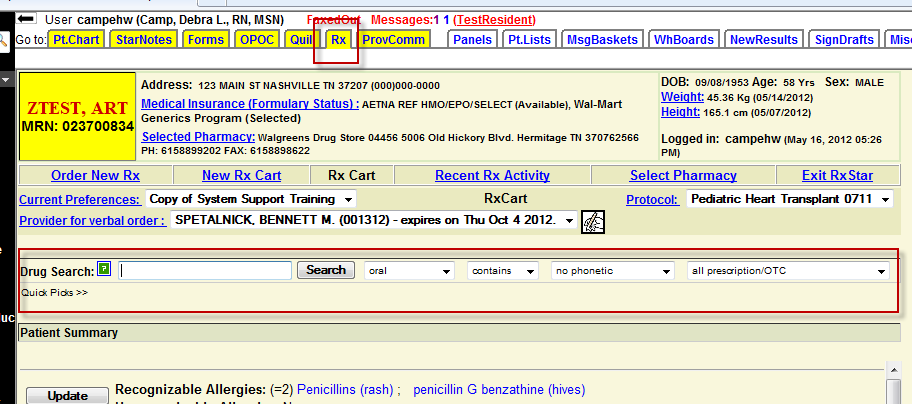 User campehw (Camp, Debra L., RN, MSN) FaxedOut Messages:1 1 (TestResident)
Go to: Pt.Chart StarNotes Forms OPOC Quil Rx ProvComm Panels Pt.Lists MsgBaskets WhBoards NewResults SignDrafts Misc
ZTEST, ART
MRN: 023700834
Address: 123 MAIN ST NASHVILLE TN 37207 (000)000-0000
Medical Insurance (Formulary Status) : AETNA REF HMO/EPO/SELECT (Available), Wal-Mart
Generics Program (Selected)
Selected Pharmacy: Walgreens Drug Store 04456 5006 Old Hickory Blvd. Hermitage TN 370762566
PH: 6158899202 FAX: 6158898622
DOB: 09/08/1953 Age: 58 Yrs Sex: MALE
Weight: 45.36 Kg (05/14/2012)
Height: 165.1 cm (05/07/2012)
Logged in: campehw (May 16, 2012 05:26
PM)
Order New Rx New Rx Cart Rx Cart Recent Rx Activity Select Pharmacy Exit RxStar
Current Preferences: Copy of System Support Training RxCart Protocol: Pediatric Heart Transplant 0711
Provider for verbal order : SPETALNICK, BENNETT M. (001312) - expires on Thu Oct 4 2012.
Drug Search: ? Search oral contains no phonetic all prescription/OTC
Quick Picks >>
uc
Patient Summary
Update Recognizable Allergies: (=2) Penicillins (rash) ; penicillin G benzathine (hives)